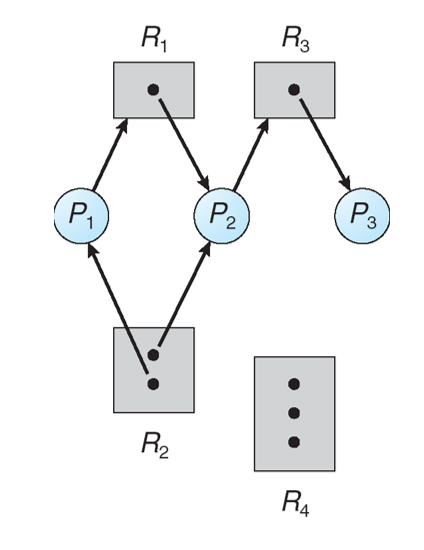 R₁ R₃
P₁ P₂ P₃
R₂
R₄